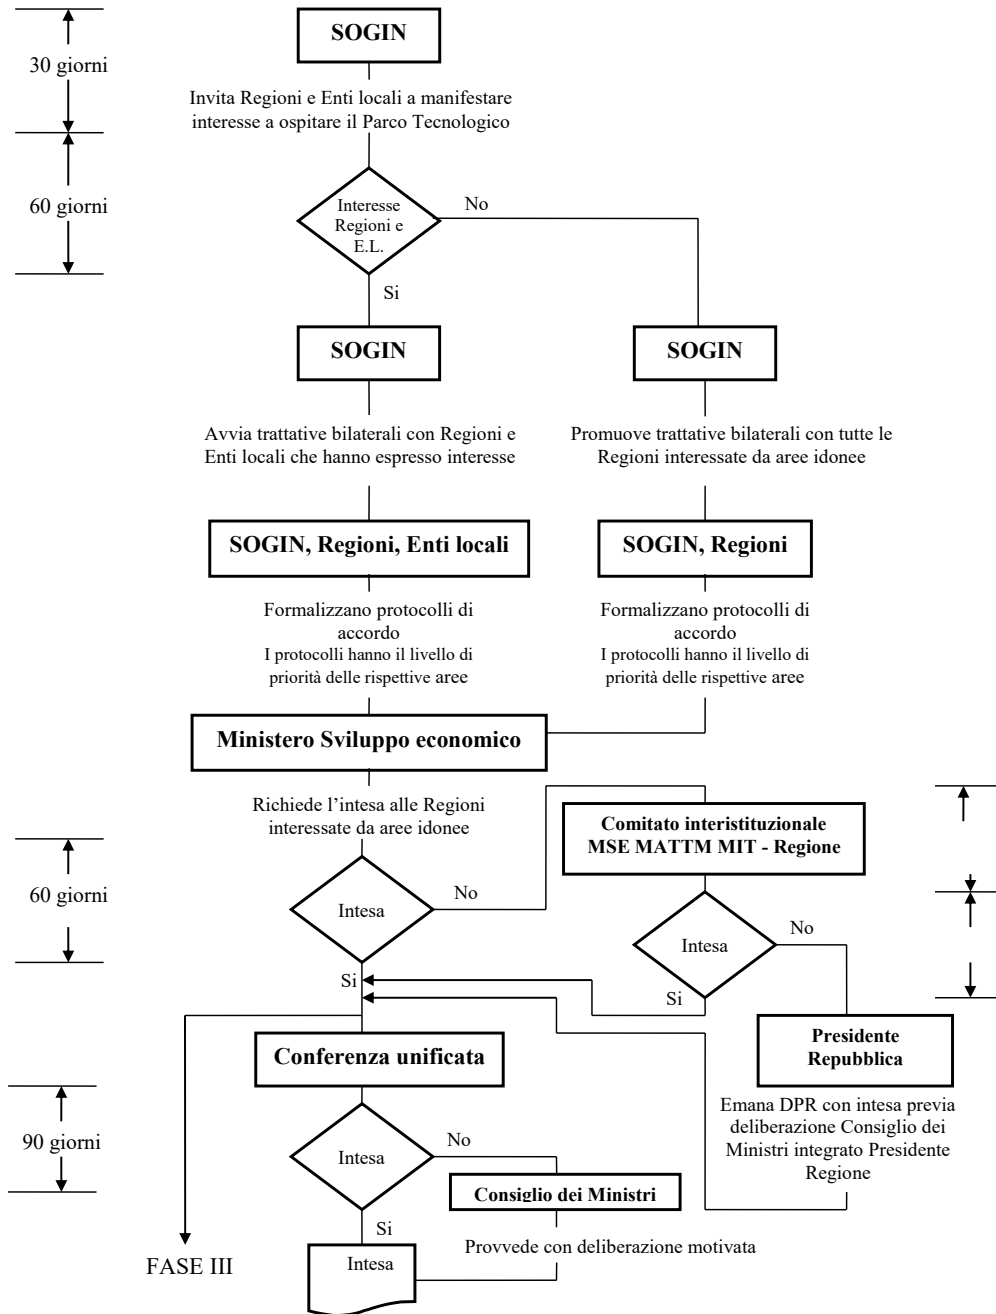 SOGIN
30 giorni
Invita Regioni e Enti locali a manifestare
interesse a ospitare il Parco Tecnologico
60 giorni
Interesse
Regioni e
E.L.
No
Si
SOGIN
SOGIN
Avvia trattative bilaterali con Regioni e
Enti locali che hanno espresso interesse
Promuove trattative bilaterali con tutte le
Regioni interessate da aree idonee
SOGIN, Regioni, Enti locali
SOGIN, Regioni
Formalizzano protocolli di
accordo
I protocolli hanno il livello di
priorità delle rispettive aree
Formalizzano protocolli di
accordo
I protocolli hanno il livello di
priorità delle rispettive aree
Ministero Sviluppo economico
Richiede l'intesa alle Regioni
interessate da aree idonee
Comitato interistituzionale
MSE MATTM MIT - Regione
60 giorni
Intesa
No
Intesa
No
Si
Si
Conferenza unificata
Presidente
Repubblica
Emana DPR con intesa previa
deliberazione Consiglio dei
Ministri integrato Presidente
Regione
90 giorni
Intesa
No
Consiglio dei Ministri
Si
Provvede con deliberazione motivata
Intesa
FASE III